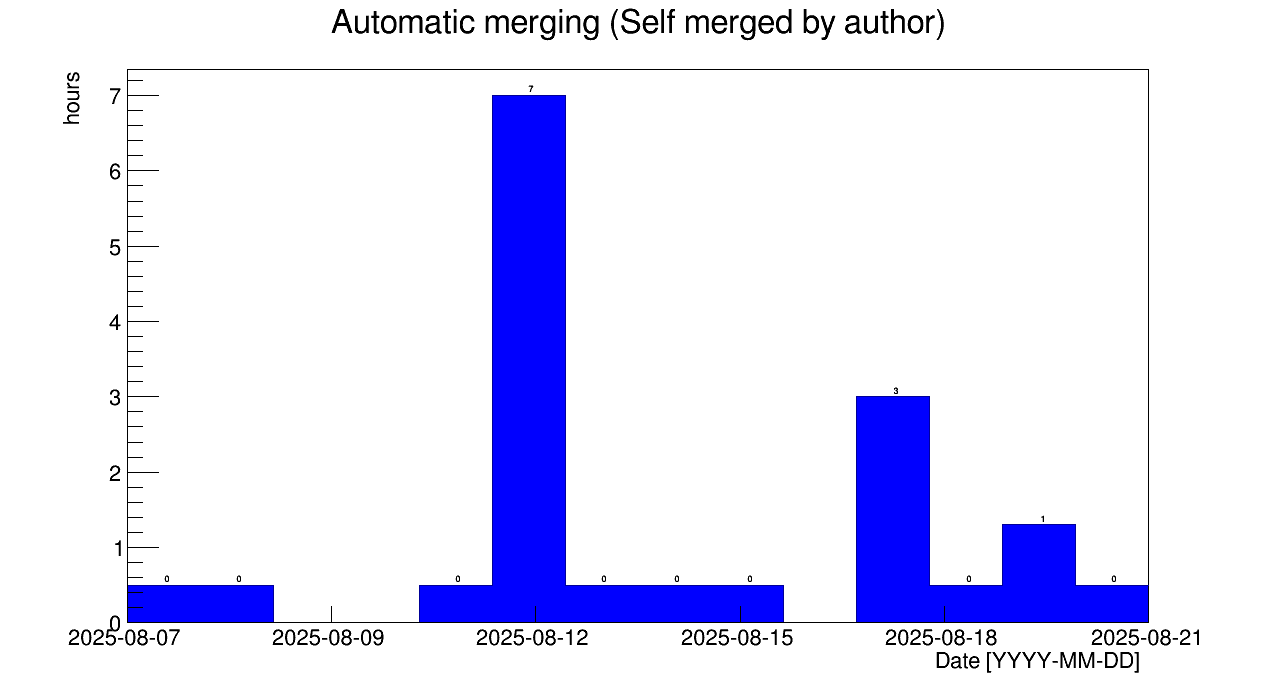 Automatic merging (Self merged by author)
hours
7
6
5
4
3
2
1
0
7
3
1
0 0 0 0 0 0 0 0
2025-08-07 2025-08-09 2025-08-12 2025-08-15 2025-08-18 2025-08-21
Date [YYYY-MM-DD]